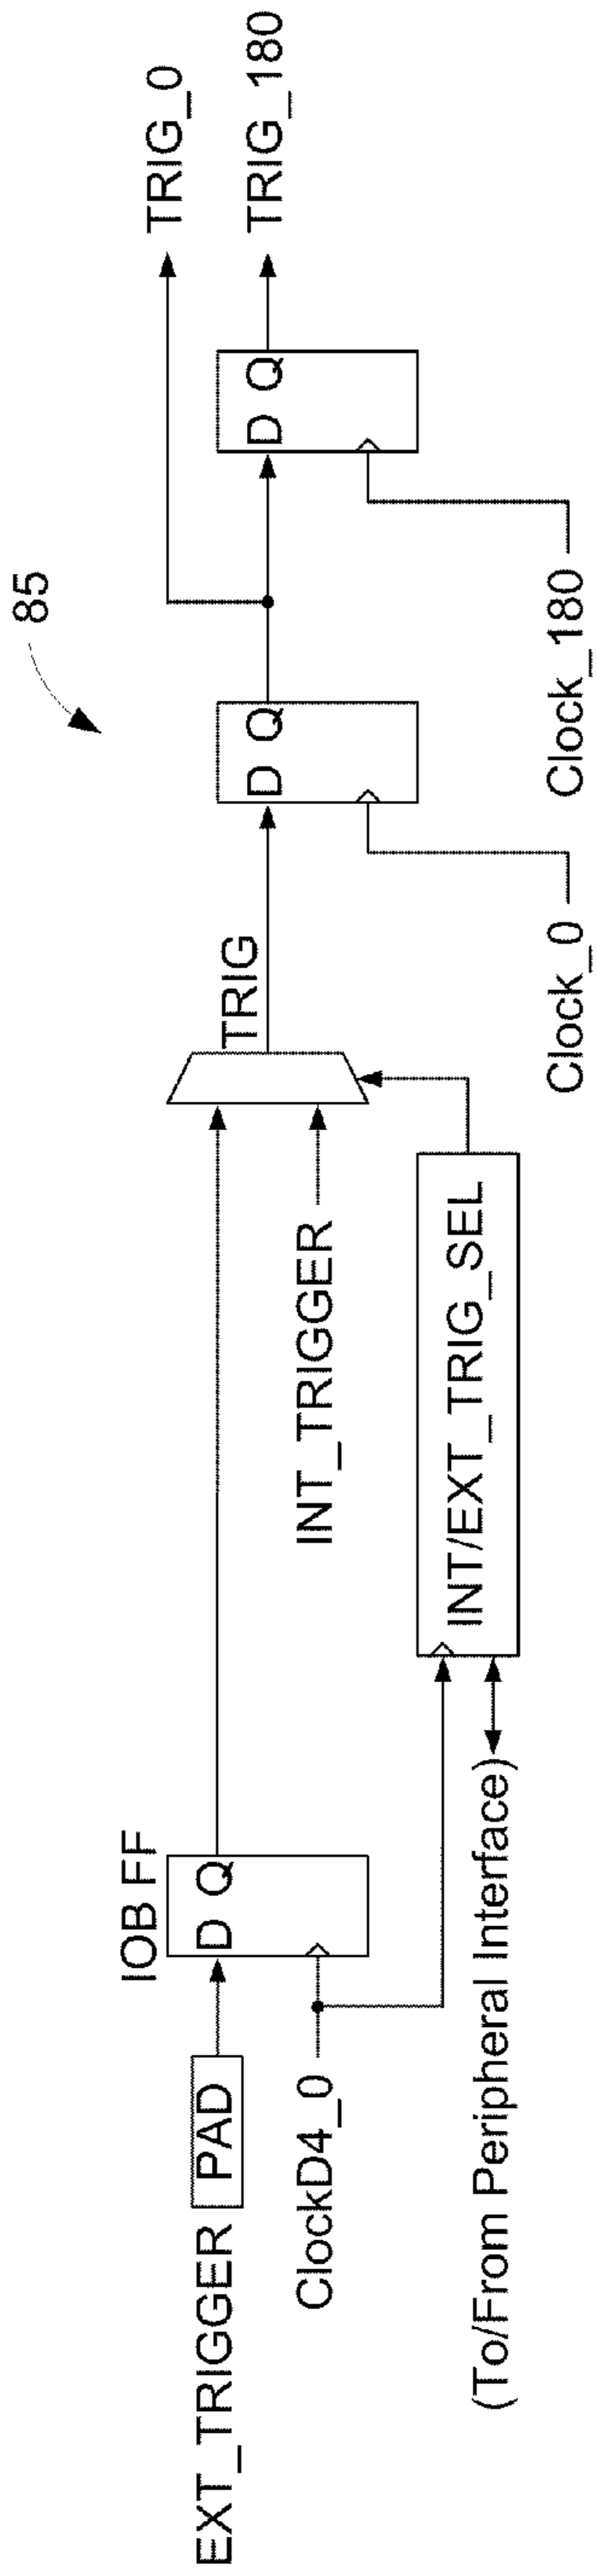 85
TRIG_0
TRIG_180
D Q
D Q
TRIG
Clock_180
Clock_0
INT_TRIGGER
INT/EXT_TRIG_SEL
IOB FF
D Q
EXT_TRIGGER
PAD
ClockD4_0
(To/From Peripheral Interface)